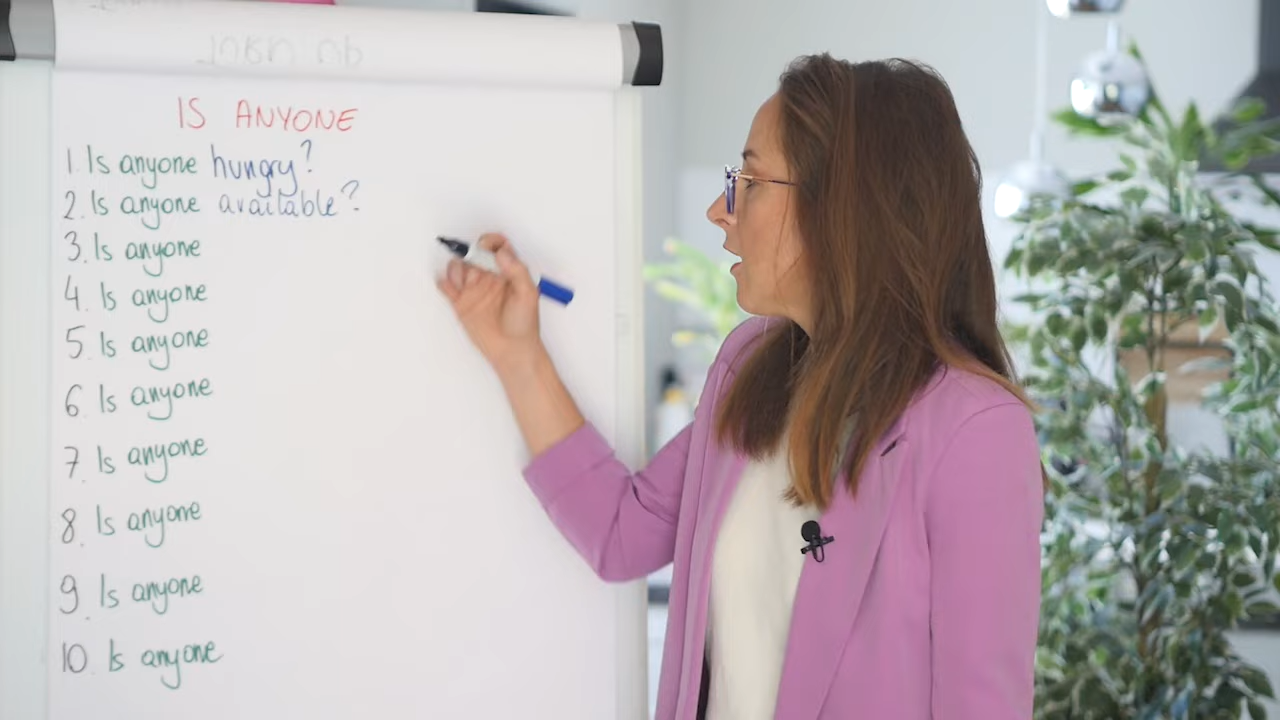 IS ANYONE
1. Is anyone hungry?
2. Is anyone available?
3. Is anyone
4. Is anyone
5. Is anyone
6. Is anyone
7. Is anyone
8. Is anyone
9. Is anyone
10. Is anyone